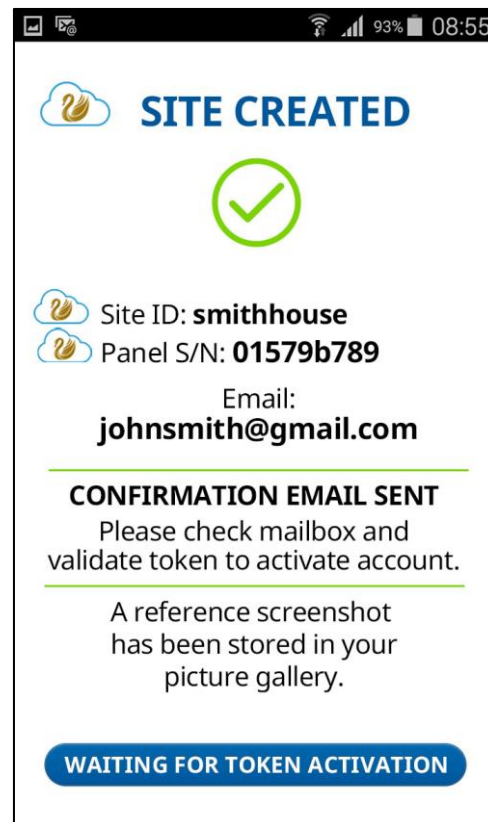 93% 08:55
SITE CREATED
Site ID: smithhouse
Panel S/N: 01579b789
Email:
johnsmith@gmail.com
CONFIRMATION EMAIL SENT
Please check mailbox and
validate token to activate account.
A reference screenshot
has been stored in your
picture gallery.
WAITING FOR TOKEN ACTIVATION